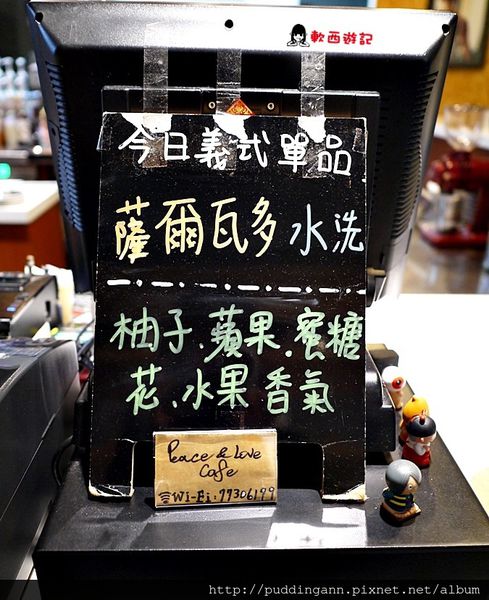 軟西遊記
今日義式單品
薩爾瓦多水洗
柚子、蘋果、蜜糖
花、水果香氣
Peace & Love
Cafe
Wi-Fi: 77306199
http://puddingann.pixnet.net/album